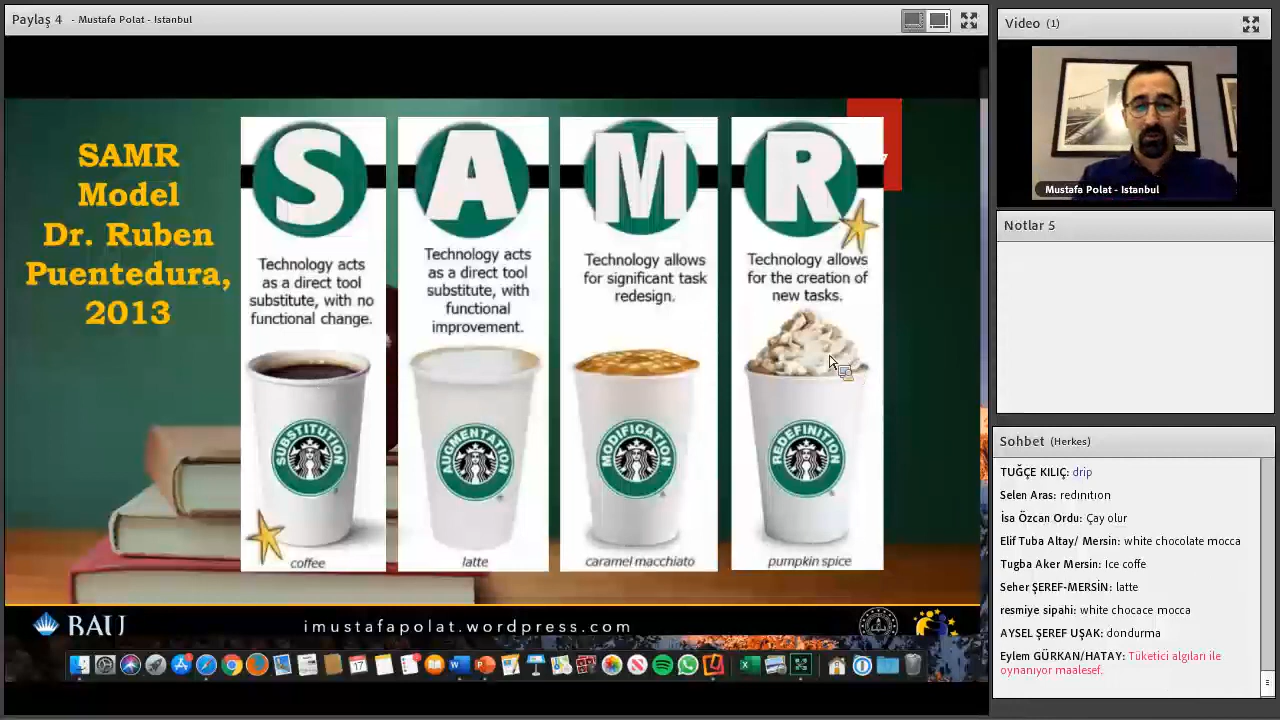 Paylaş 4 - Mustafa Polat - Istanbul
SAMR
Model
Dr. Ruben
Puentedura,
2013
S
Technology acts
as a direct tool
substitute, with no
functional change.
SUBSTITUTION
coffee
A
Technology acts
as a direct tool
substitute, with
functional
improvement.
AUGMENTATION
latte
M
Technology allows
for significant task
redesign.
MODIFICATION
caramel macchiato
R
Technology allows
for the creation of
new tasks.
REDEFINITION
pumpkin spice
BAU
imustafapolat.wordpress.com
17
Video (1)
Mustafa Polat - Istanbul
Notlar 5
Sohbet (Herkes)
TUĞÇE KILIÇ: drip
Selen Aras: redınıtıon
İsa Özcan Ordu: Çay olur
Elif Tuba Altay/ Mersin: white chocolate mocca
Tugba Aker Mersin: Ice coffe
Seher ŞEREF-MERSİN: latte
resmiye sipahi: white chocace mocca
AYSEL ŞEREF UŞAK: dondurma
Eylem GÜRKAN/HATAY: Tüketici algıları ile
oynanıyor maalesef.